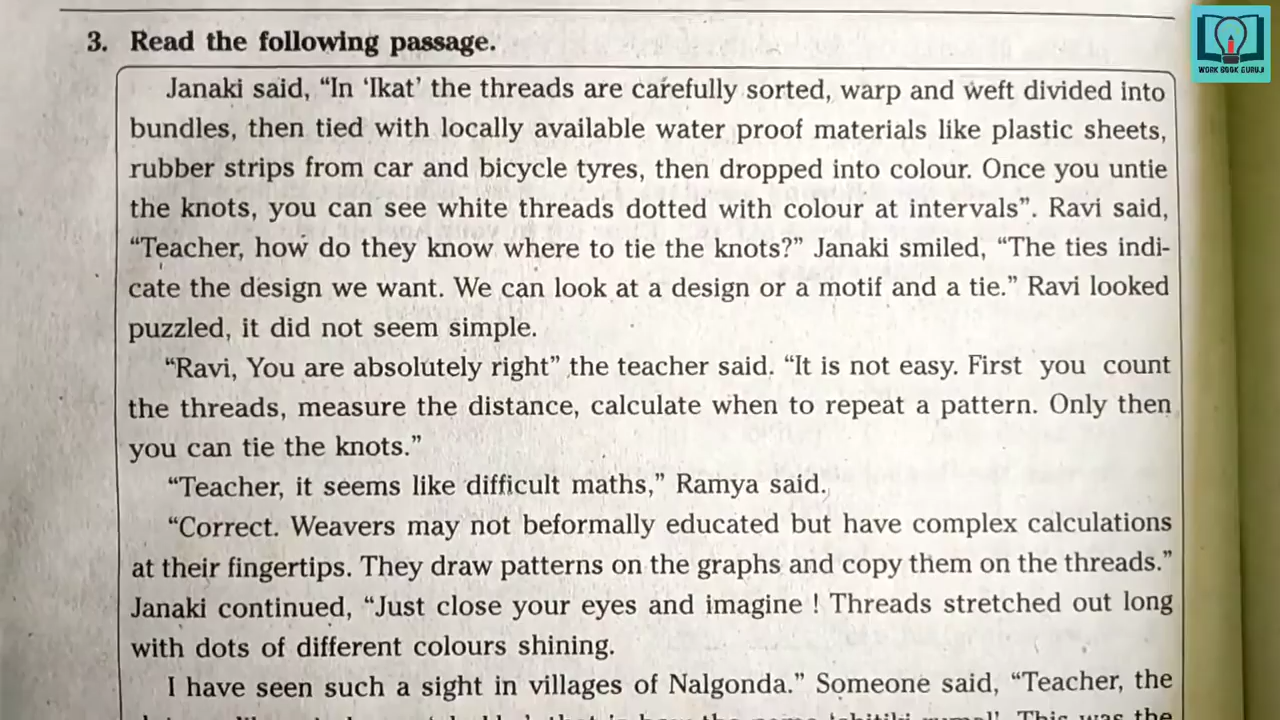 3. Read the following passage.
WORK BOOK GURUJ
Janaki said, “In ‘Ikat’ the threads are carefully sorted, warp and weft divided into
bundles, then tied with locally available water proof materials like plastic sheets,
rubber strips from car and bicycle tyres, then dropped into colour. Once you untie
the knots, you can see white threads dotted with colour at intervals”. Ravi said,
“Teacher, how do they know where to tie the knots?” Janaki smiled, “The ties indi-
cate the design we want. We can look at a design or a motif and a tie.” Ravi looked
puzzled, it did not seem simple.
“Ravi, You are absolutely right” the teacher said. “It is not easy. First you count
the threads, measure the distance, calculate when to repeat a pattern. Only then
you can tie the knots.”
“Teacher, it seems like difficult maths,” Ramya said.
“Correct. Weavers may not beformally educated but have complex calculations
at their fingertips. They draw patterns on the graphs and copy them on the threads.”
Janaki continued, “Just close your eyes and imagine ! Threads stretched out long
with dots of different colours shining.
I have seen such a sight in villages of Nalgonda.” Someone said, “Teacher, the